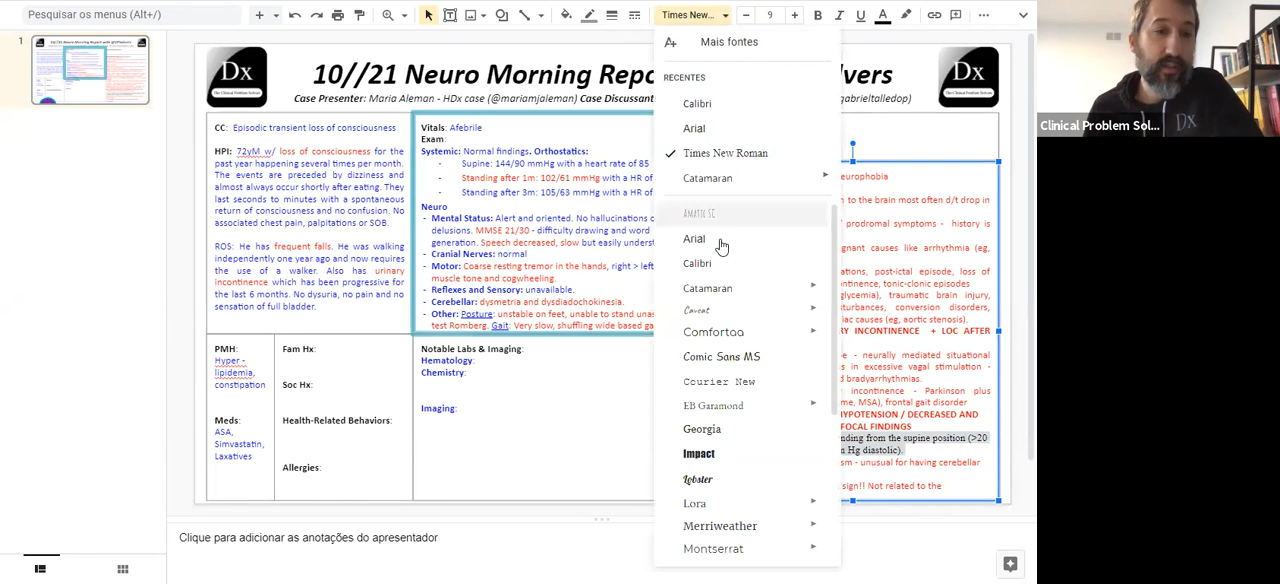 Pesquisar os menus (Alt+/)
Times New...
9
B I U A
1
10//21 Neuro Morning Repo
vers
Dx
The Clinical Problem Solvers
Dx
The Clinical Problem Solvers
Case Presenter: Maria Aleman - HDx case (@mariamjaleman) Case Discussant
gabrieltalledop)
CC: Episodic transient loss of consciousness
HPI: 72yM w/ loss of consciousness for the
past year happening several times per month.
The events are preceded by dizziness and
almost always occur shortly after eating. They
last seconds to minutes with a spontaneous
return of consciousness and no confusion. No
associated chest pain, palpitations or SOB.
ROS: He has frequent falls. He was walking
independently one year ago and now requires
the use of a walker. Also has urinary
incontinence which has been progressive for
the last 6 months. No dysuria, no pain and no
sensation of full bladder.
Vitals: Afebrile
Exam:
Systemic: Normal findings. Orthostatics:
- Supine: 144/90 mmHg with a heart rate of 85
- Standing after 1m: 102/61 mmHg with a HR of
- Standing after 3m: 105/63 mmHg with a HR of
Neuro
- Mental Status: Alert and oriented. No hallucinations o
delusions. MMSE 21/30 - difficulty drawing and word
generation. Speech decreased, slow but easily underst
- Cranial Nerves: normal
- Motor: Coarse resting tremor in the hands, right > left
muscle tone and cogwheeling.
- Reflexes and Sensory: unavailable.
- Cerebellar: dysmetria and dysdiadochokinesia.
- Other: Posture: unstable on feet, unable to stand unas
test Romberg. Gait: Very slow, shuffling wide based ga
PMH:
Hyper -
lipidemia,
constipation
Meds:
ASA,
Simvastatin,
Laxatives
Fam Hx:
Soc Hx:
Health-Related Behaviors:
Allergies:
Notable Labs & Imaging:
Hematology:
Chemistry:
Imaging:
Mais fontes
RECENTES
Calibri
Arial
Times New Roman
Catamaran
Amatic SC
Arial
Calibri
Catamaran
Caveat
Comfortaa
Comic Sans MS
Courier New
EB Garamond
Georgia
Impact
Lobster
Lora
Merriweather
Montserrat
europhobia
n to the brain most often d/t drop in
/ prodromal symptoms - history is
gnant causes like arrhythmia (eg,
ations, post-ictal episode, loss of
continence, tonic-clonic episodes
glycemia), traumatic brain injury,
sturbances, conversion disorders,
iac causes (eg, aortic stenosis).
RY INCONTINENCE + LOC AFTER
pe - neurally mediated situational
s in excessive vagal stimulation -
d bradyarrhythmias.
incontinence - Parkinson plus
me, MSA), frontal gait disorder
HYPOTENSION / DECREASED AND
FOCAL FINDINGS
nding from the supine position (>20
n Hg diastolic).
sm - unusual for having cerebellar
sign!! Not related to the
Clique para adicionar as anotações do apresentador
Clinical Problem Sol...
Dx